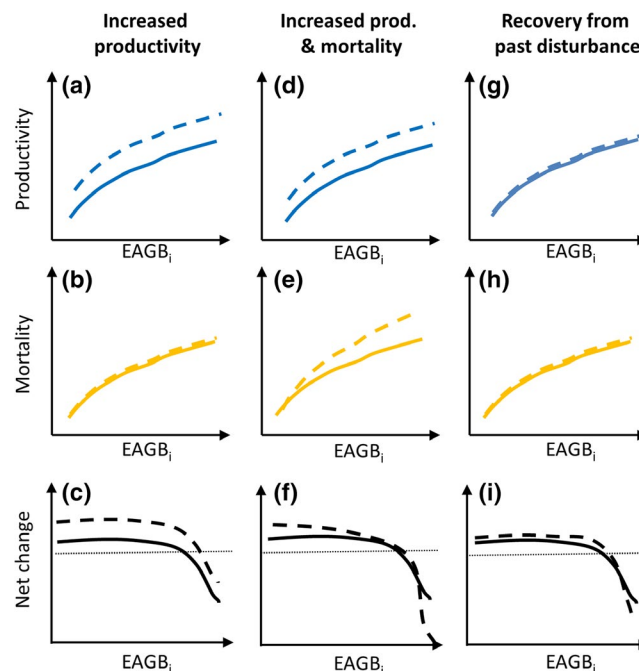 Increased
productivity
Increased prod.
& mortality
Recovery from
past disturbance
(a)
(d)
(g)
Productivity
EAGBi
EAGBi
EAGBi
(b)
(e)
(h)
Mortality
EAGBi
EAGBi
EAGBi
(c)
(f)
(i)
Net change
EAGBi
EAGBi
EAGBi